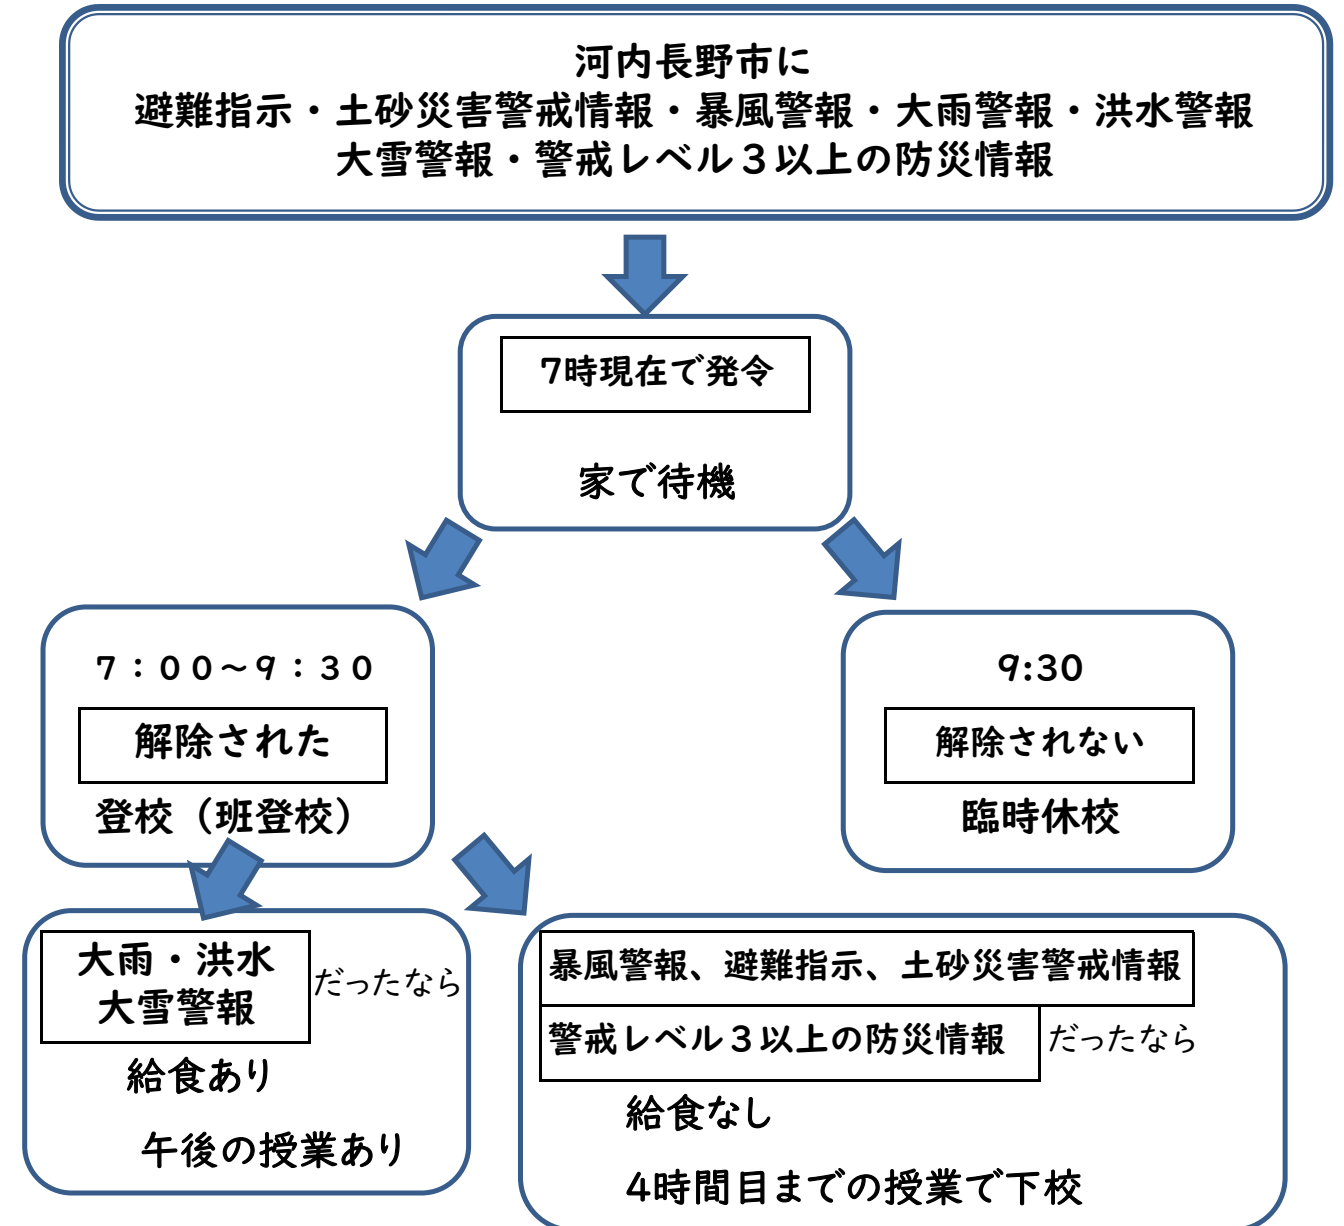 河内長野市に
避難指示・土砂災害警戒情報・暴風警報・大雨警報・洪水警報
大雪警報・警戒レベル３以上の防災情報
7時現在で発令
家で待機
７：００～９：３０
解除された
登校（班登校）
9:30
解除されない
臨時休校
大雨・洪水
大雪警報
だったなら
給食あり
午後の授業あり
暴風警報、避難指示、土砂災害警戒情報
警戒レベル３以上の防災情報
だったなら
給食なし
4時間目までの授業で下校